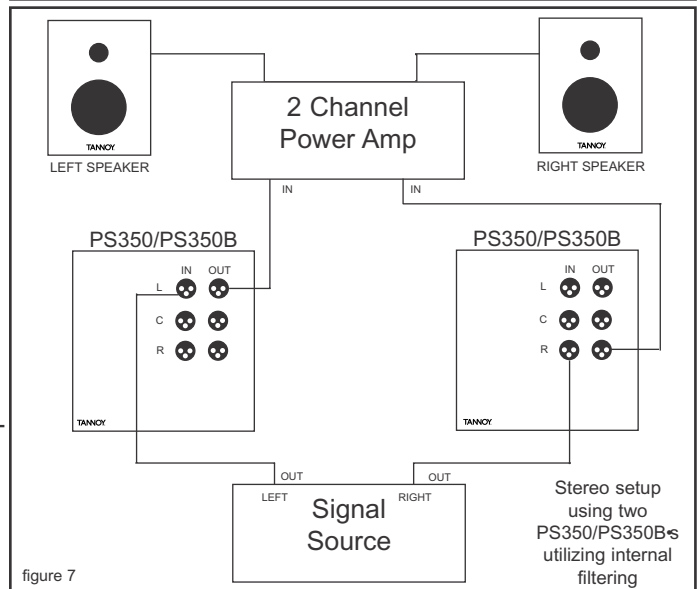 TANNOY
LEFT SPEAKER
2 Channel
Power Amp
TANNOY
RIGHT SPEAKER
IN
IN
PS350/PS350B
IN OUT
L
C
R
TANNOY
PS350/PS350B
IN OUT
L
C
R
TANNOY
OUT
LEFT
OUT
RIGHT
Signal
Source
Stereo setup
using two
PS350/PS350B•s
utilizing internal
filtering
figure 7